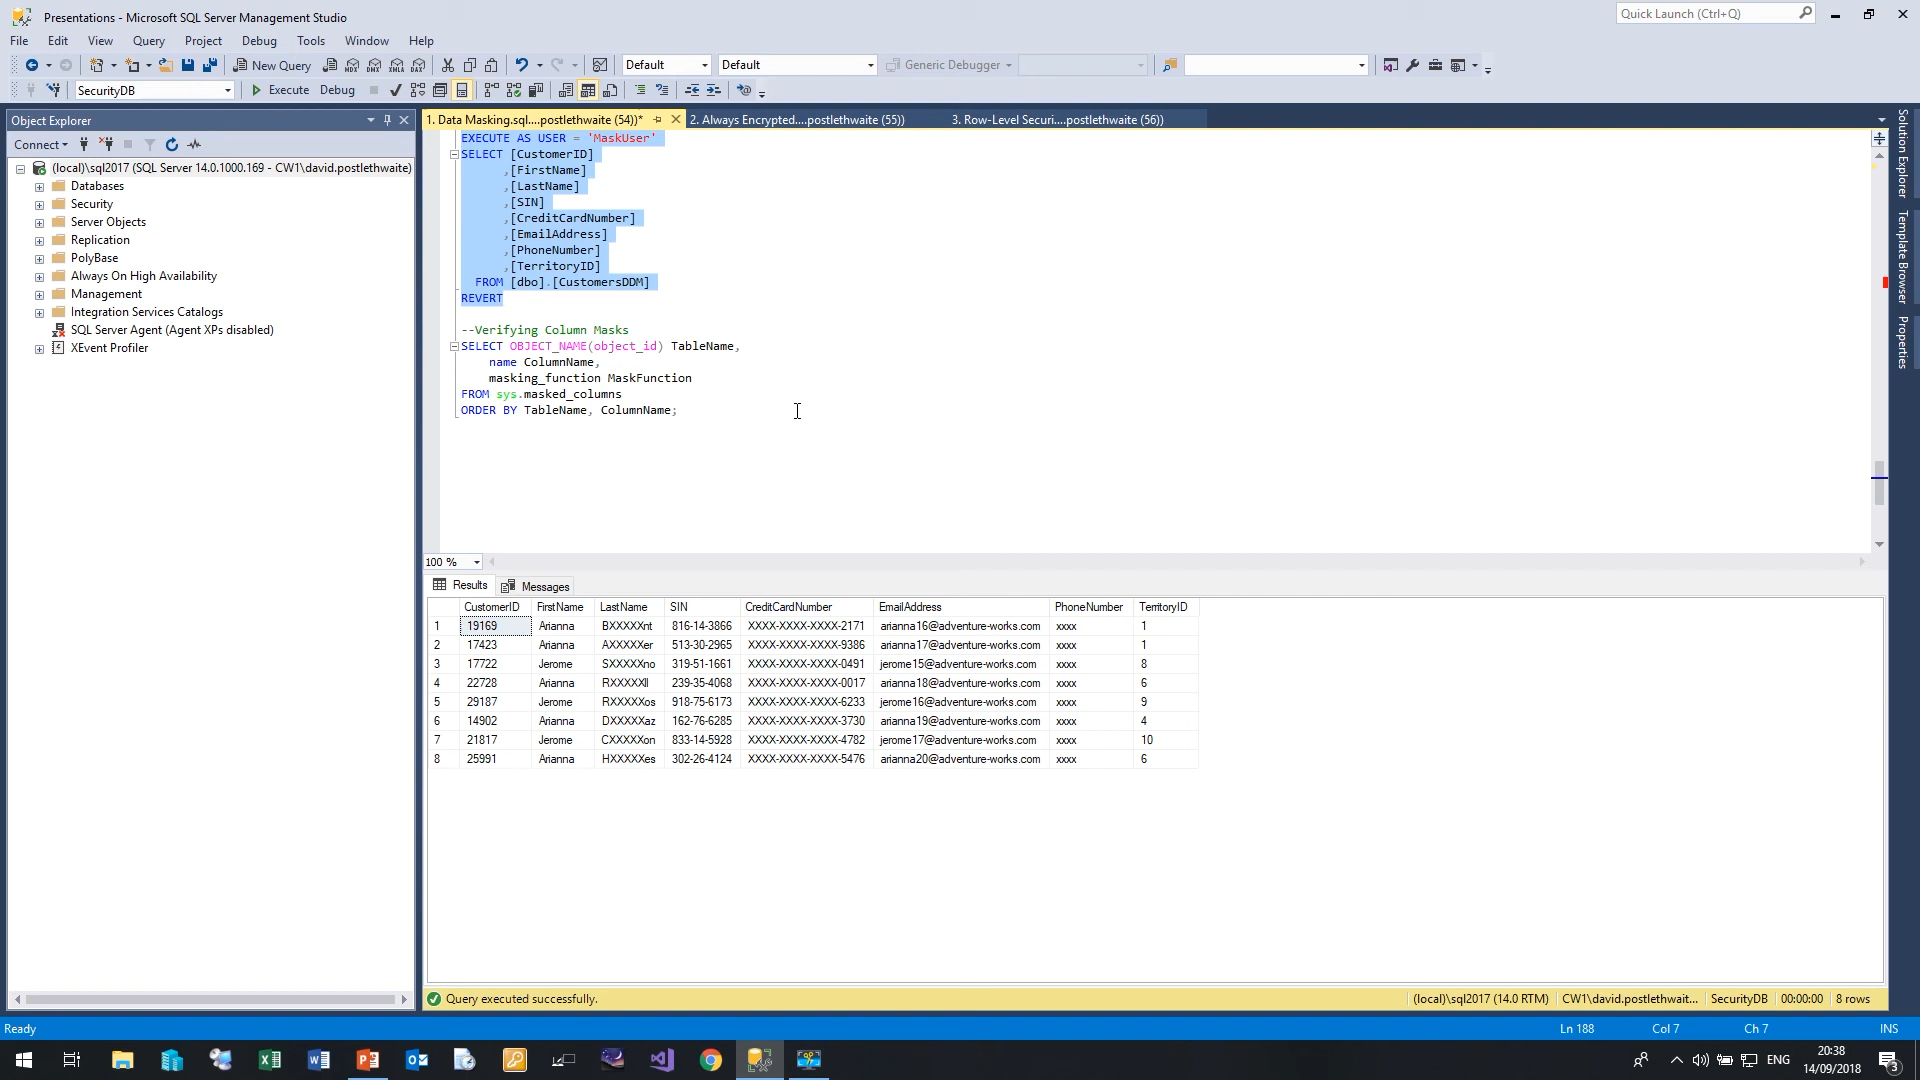 Presentations - Microsoft SQL Server Management Studio
Quick Launch (Ctrl+Q)
File Edit View Query Project Debug Tools Window Help
New Query
Default
Default
Generic Debugger
SecurityDB
Execute
Debug
Object Explorer
Connect
(local)\sql2017 (SQL Server 14.0.1000.169 - CW1\david.postlethwaite)
Databases
Security
Server Objects
Replication
PolyBase
Always On High Availability
Management
Integration Services Catalogs
SQL Server Agent (Agent XPs disabled)
XEvent Profiler
1. Data Masking.sql....postlethwaite (54))*
2. Always Encrypted....postlethwaite (55))
3. Row-Level Securi....postlethwaite (56))
EXECUTE AS USER = 'MaskUser'
SELECT [CustomerID]
,[FirstName]
,[LastName]
,[SIN]
,[CreditCardNumber]
,[EmailAddress]
,[PhoneNumber]
,[TerritoryID]
FROM [dbo].[CustomersDDM]
REVERT
--Verifying Column Masks
SELECT OBJECT_NAME(object_id) TableName,
name ColumnName,
masking_function MaskFunction
FROM sys.masked_columns
ORDER BY TableName, ColumnName;
100 %
Results
Messages
CustomerID FirstName LastName SIN CreditCardNumber EmailAddress PhoneNumber TerritoryID
1 19169 Arianna BXXXXXnt 816-14-3866 XXXX-XXXX-XXXX-2171 arianna16@adventure-works.com xxxx 1
2 17423 Arianna AXXXXXer 513-30-2965 XXXX-XXXX-XXXX-9386 arianna17@adventure-works.com xxxx 1
3 17722 Jerome SXXXXXno 319-51-1661 XXXX-XXXX-XXXX-0491 jerome15@adventure-works.com xxxx 8
4 22728 Arianna RXXXXXll 239-35-4068 XXXX-XXXX-XXXX-0017 arianna18@adventure-works.com xxxx 6
5 29187 Jerome RXXXXXos 918-75-6173 XXXX-XXXX-XXXX-6233 jerome16@adventure-works.com xxxx 9
6 14902 Arianna DXXXXXaz 162-76-6285 XXXX-XXXX-XXXX-3730 arianna19@adventure-works.com xxxx 4
7 21817 Jerome CXXXXXon 833-14-5928 XXXX-XXXX-XXXX-4782 jerome17@adventure-works.com xxxx 10
8 25991 Arianna HXXXXXes 302-26-4124 XXXX-XXXX-XXXX-5476 arianna20@adventure-works.com xxxx 6
Query executed successfully.
(local)\sql2017 (14.0 RTM)
CW1\david.postlethwait...
SecurityDB
00:00:00
8 rows
Solution Explorer
Template Browser
Properties
Ready
Ln 188
Col 7
Ch 7
INS
ENG
20:38
14/09/2018
3